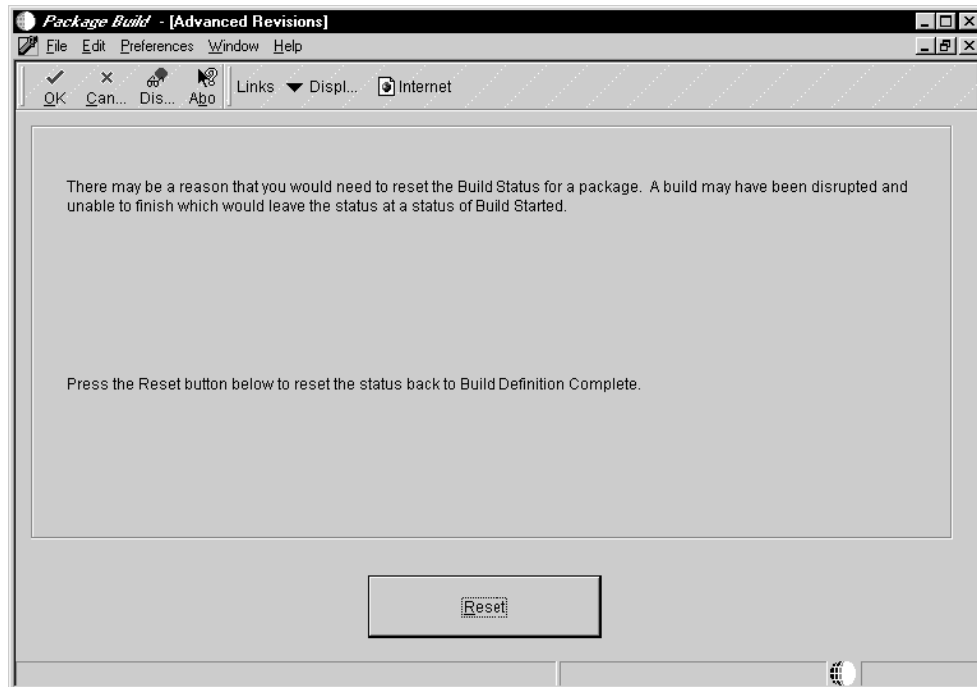 Package Build - [Advanced Revisions]
File Edit Preferences Window Help
OK Can... Dis... Abo Links Displ... Internet
There may be a reason that you would need to reset the Build Status for a package. A build may have been disrupted and
unable to finish which would leave the status at a status of Build Started.
Press the Reset button below to reset the status back to Build Definition Complete.
Reset